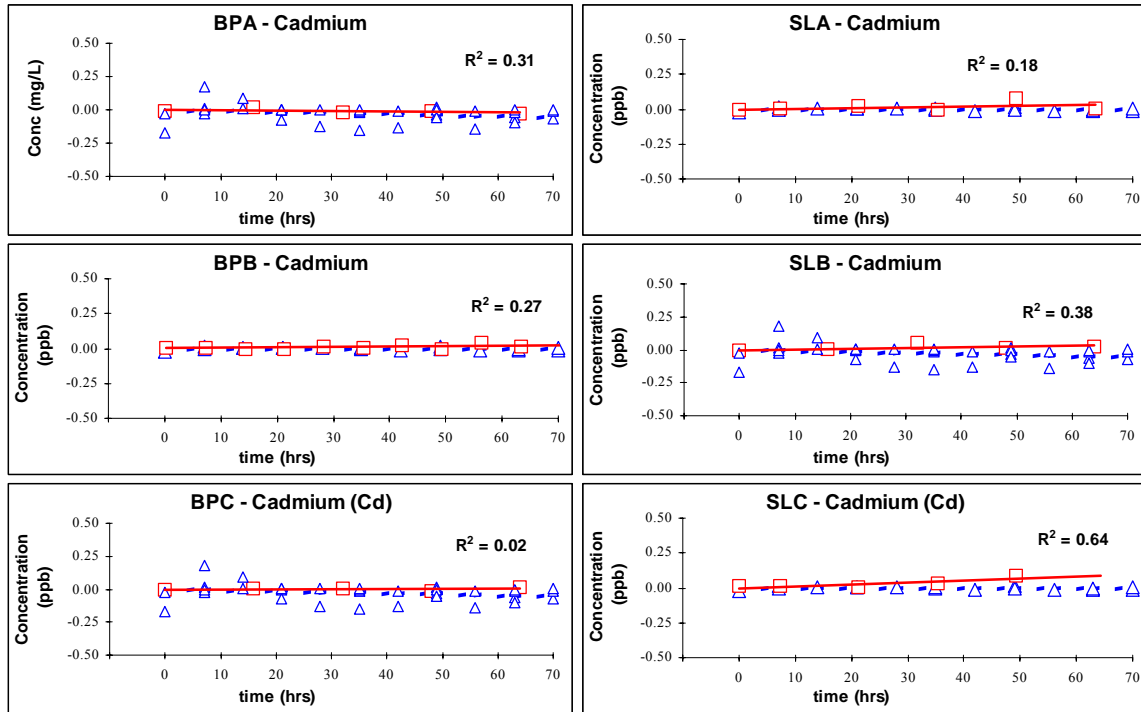 BPA - Cadmium
R² = 0.31
Conc (mg/L)
0.50
0.25
0.00
-0.25
-0.50
0 10 20 30 40 50 60 70
time (hrs)
SLA - Cadmium
R² = 0.18
Concentration
(ppb)
0.50
0.25
0.00
-0.25
-0.50
0 10 20 30 40 50 60 70
time (hrs)
BPB - Cadmium
R² = 0.27
Concentration
(ppb)
0.50
0.25
0.00
-0.25
-0.50
0 10 20 30 40 50 60 70
time (hrs)
SLB - Cadmium
R² = 0.38
Concentration
(ppb)
0.50
0.25
0.00
-0.25
-0.50
0 10 20 30 40 50 60 70
time (hrs)
BPC - Cadmium (Cd)
R² = 0.02
Concentration
(ppb)
0.50
0.25
0.00
-0.25
-0.50
0 10 20 30 40 50 60 70
time (hrs)
SLC - Cadmium (Cd)
R² = 0.64
Concentration
(ppb)
0.50
0.25
0.00
-0.25
-0.50
0 10 20 30 40 50 60 70
time (hrs)